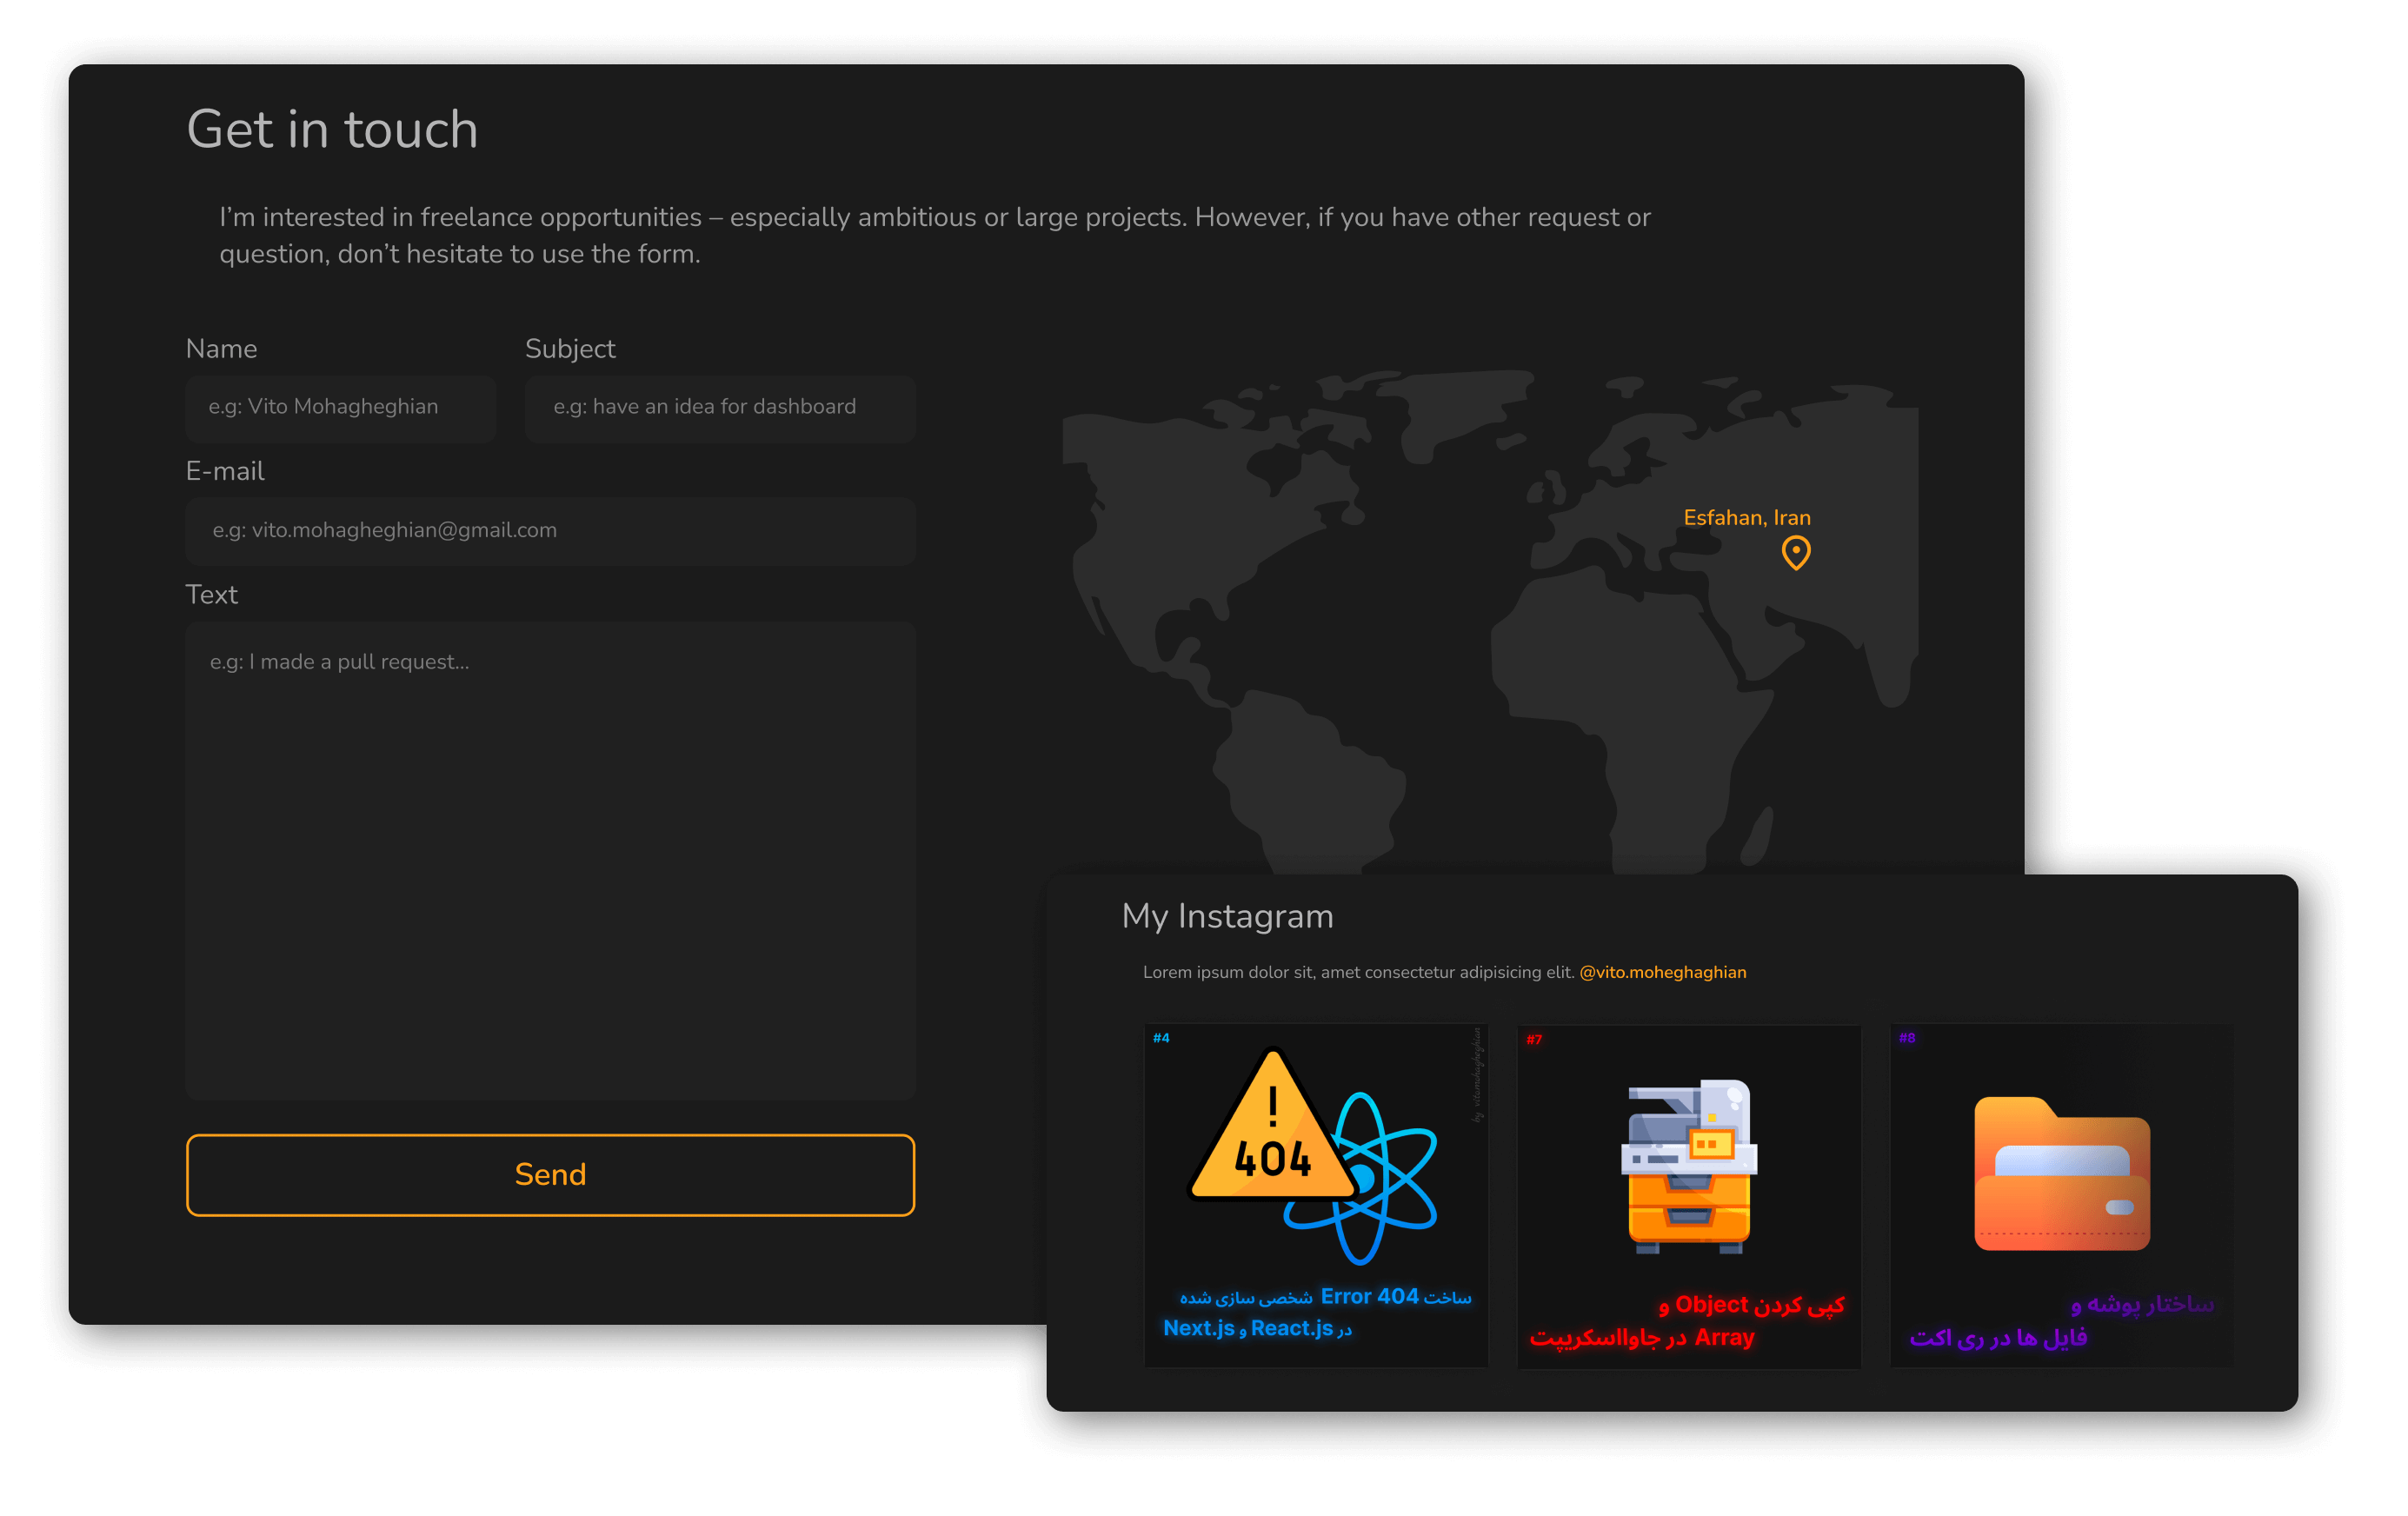 Get in touch
I’m interested in freelance opportunities – especially ambitious or large projects. However, if you have other request or
question, don’t hesitate to use the form.
Name
Subject
e.g: Vito Mohagheghian
e.g: have an idea for dashboard
E-mail
e.g: vito.mohagheghian@gmail.com
Text
e.g: I made a pull request...
Send
Esfahan, Iran
My Instagram
Lorem ipsum dolor sit, amet consectetur adipisicing elit. @vito.moheghaghian
#4
by vitomohagheghian
!
404
ساخت Error 404 شخصی سازی شده
در React.js و Next.js
#7
کپی کردن Object و
Array در جاوااسکریپت
#8
ساختار پوشه و
فایل ها در ری اکت